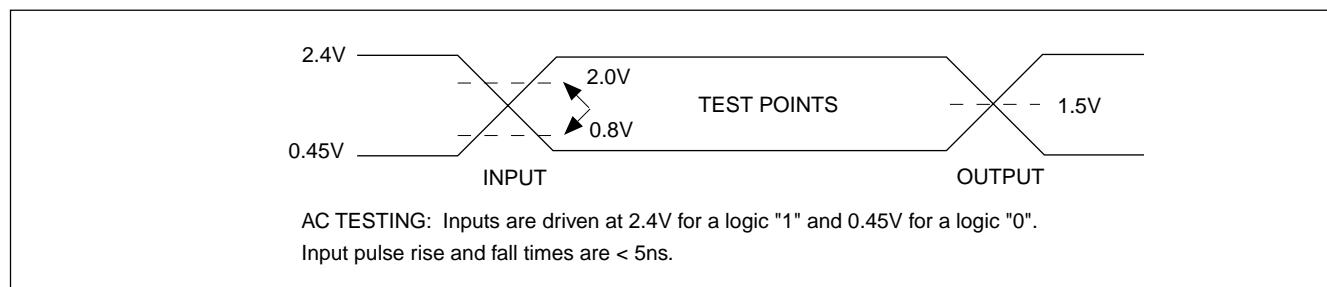 2.4V
2.0V
TEST POINTS
1.5V
0.8V
0.45V
INPUT
OUTPUT
AC TESTING: Inputs are driven at 2.4V for a logic "1" and 0.45V for a logic "0".
Input pulse rise and fall times are < 5ns.